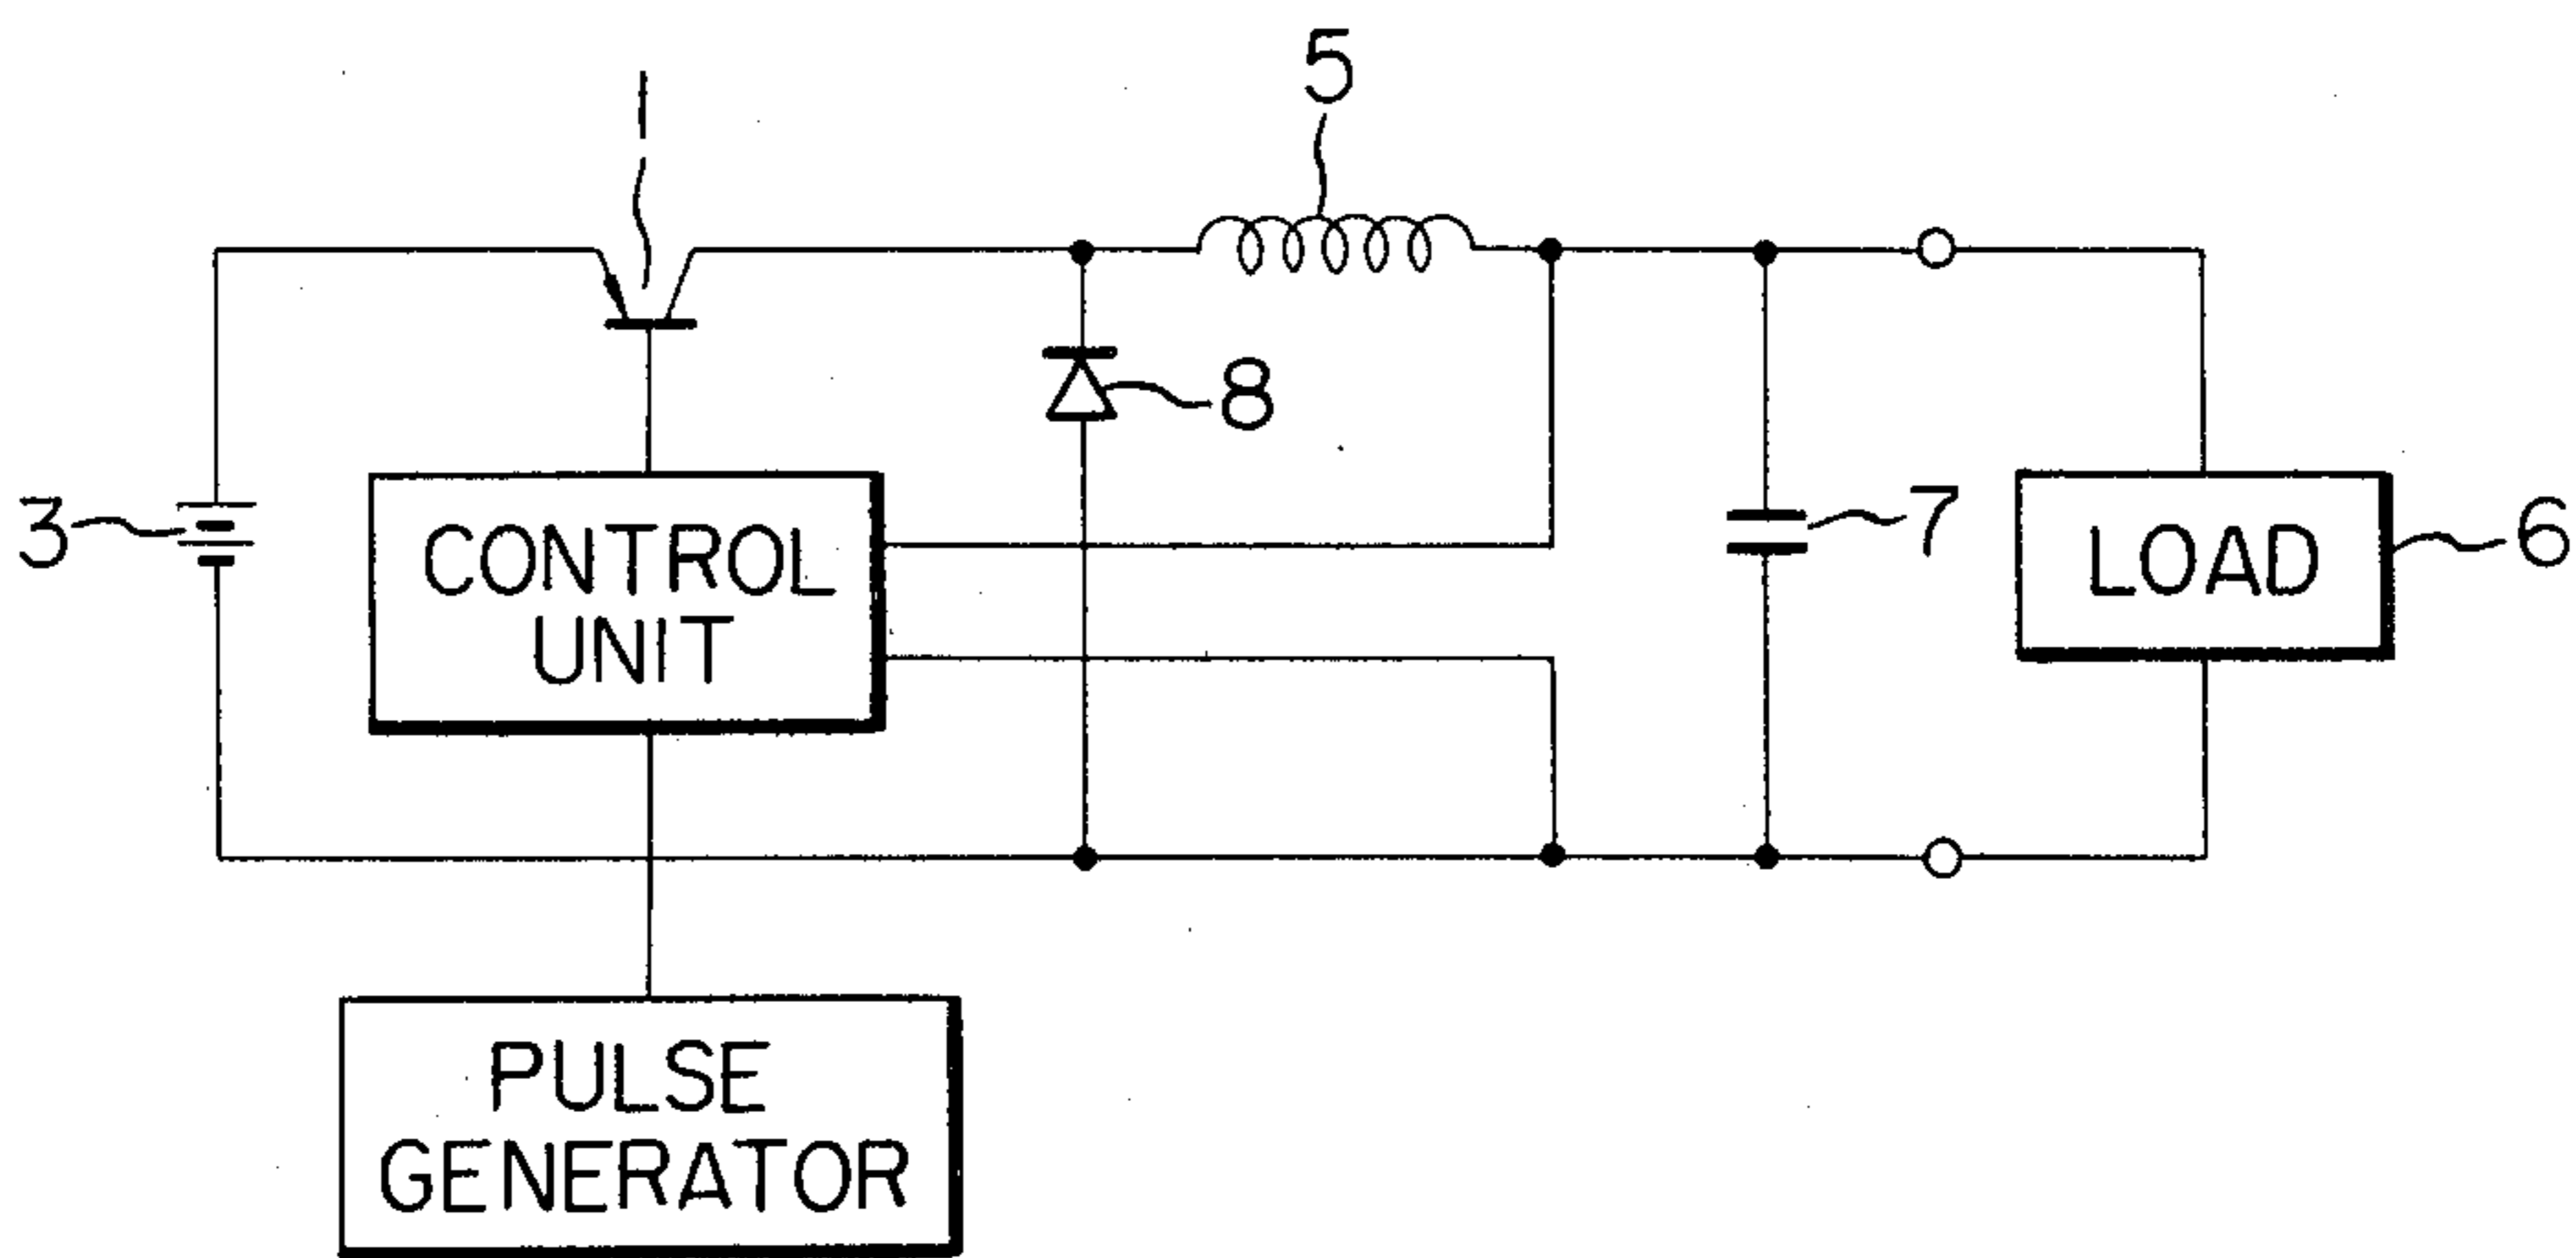 5
1
8
3
CONTROL
UNIT
7
LOAD
6
PULSE
GENERATOR